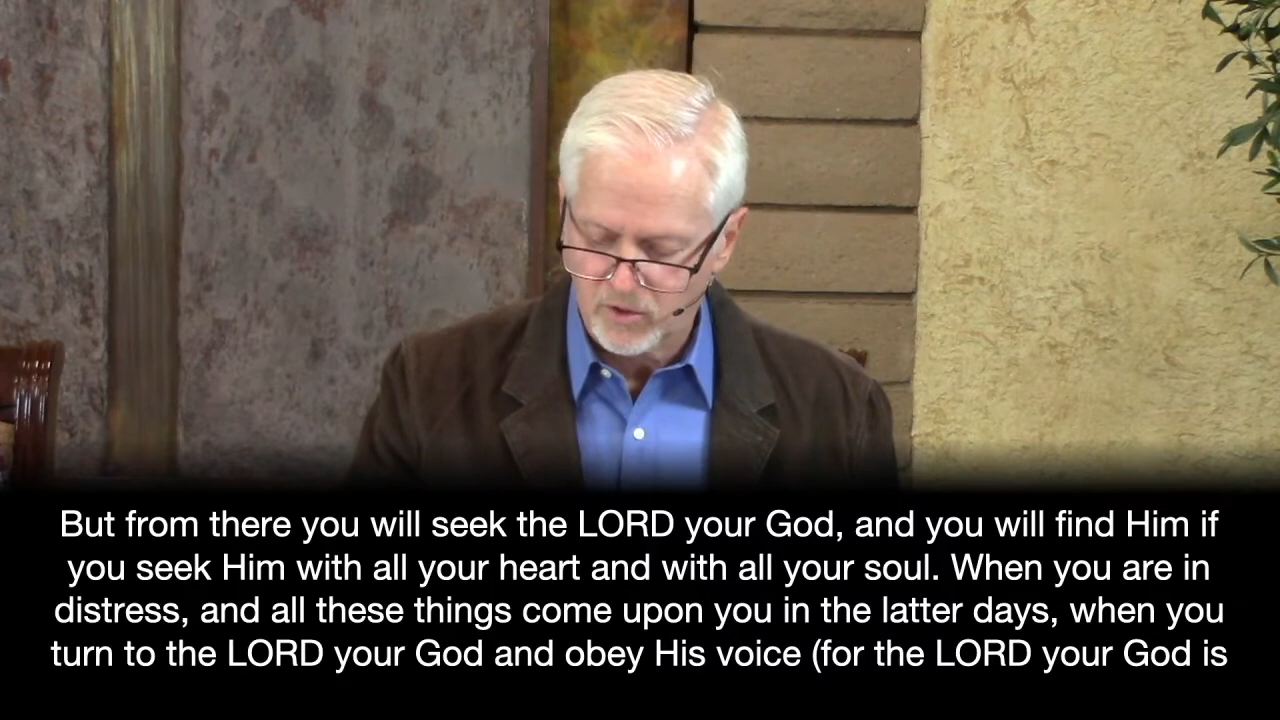 But from there you will seek the LORD your God, and you will find Him if
you seek Him with all your heart and with all your soul. When you are in
distress, and all these things come upon you in the latter days, when you
turn to the LORD your God and obey His voice (for the LORD your God is